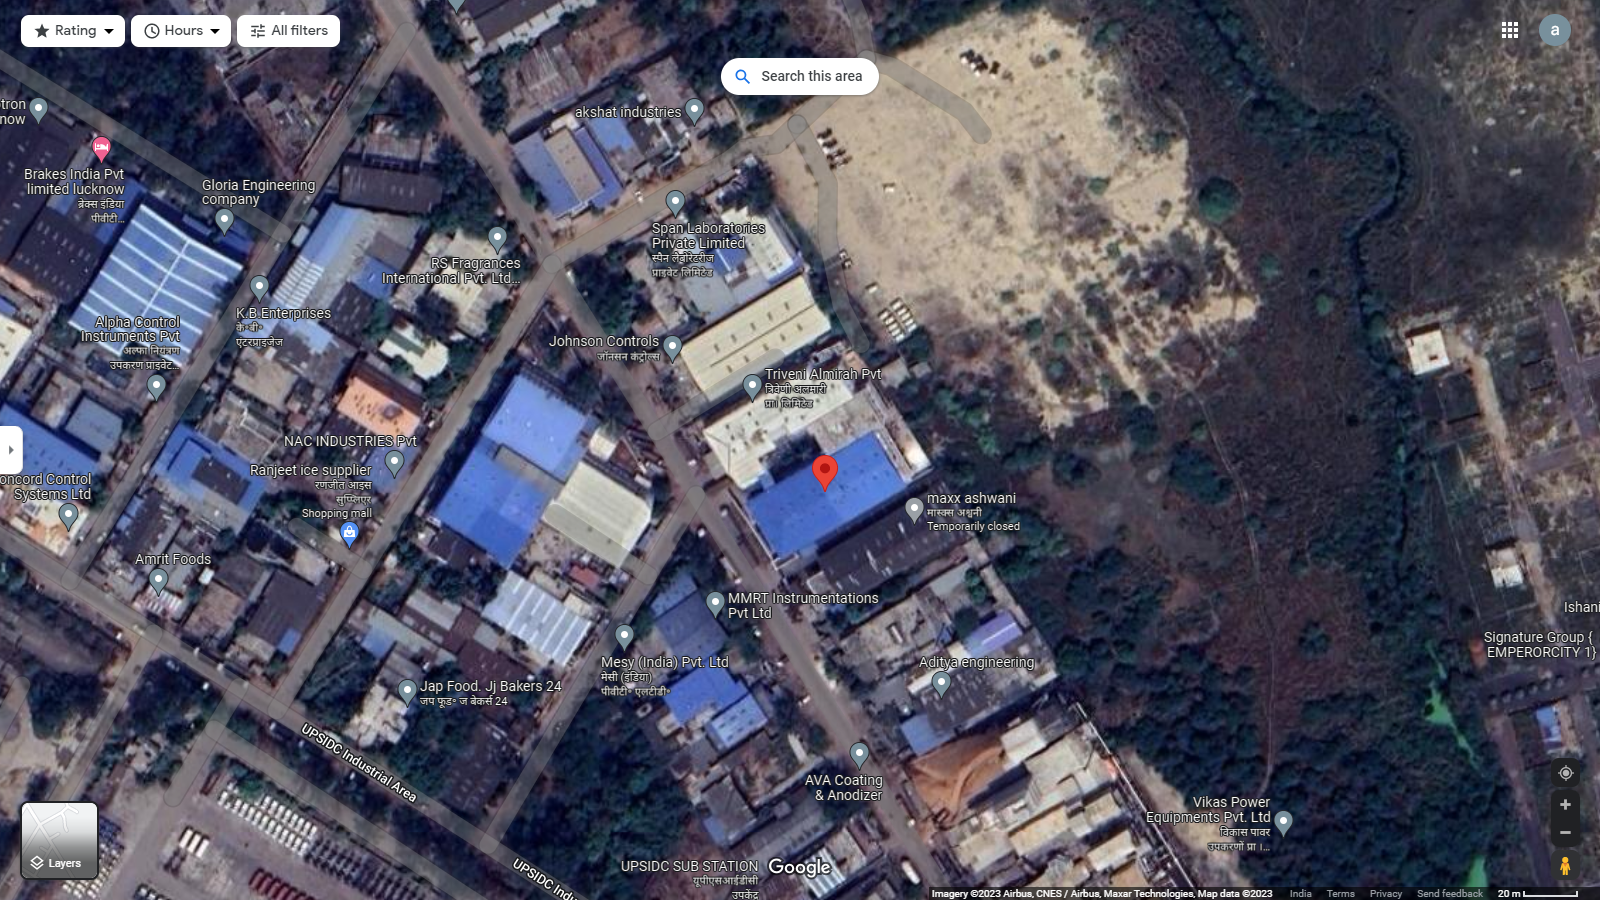 Rating
Hours
All filters
a
Search this area
akshat industries
tron
now
Brakes India Pvt
limited lucknow
ब्रेक्स इंडिया
पीवीटी...
Gloria Engineering
company
Span Laboratories
Private Limited
स्पैन लेबोरेटरीज
प्राइवेट लिमिटेड
RS Fragrances
International Pvt. Ltd...
K.B Enterprises
के॰बी॰
एंटरप्राइजेज
Alpha Control
Instruments Pvt
अल्फा नियंत्रण
उपकरण प्राइवेट...
Johnson Controls
जॉनसन कंट्रोल्स
Triveni Almirah Pvt
त्रिवेणी अलमारी
प्रा। लिमिटेड
NAC INDUSTRIES Pvt
Ranjeet ice supplier
रणजीत आइस
सुप्प्लिएर
Shopping mall
oncord Control
Systems Ltd
maxx ashwani
मास्क्स अश्वनी
Temporarily closed
Amrit Foods
MMRT Instrumentations
Pvt Ltd
Ishani
Signature Group {
EMPERORCITY 1}
Mesy (India) Pvt. Ltd
मेसी (इंडिया)
पीवीटी॰ एलटीडी॰
Aditya engineering
Jap Food. Jj Bakers 24
जप फूड॰ ज बेकर्स 24
UPSIDC Industrial Area
AVA Coating
& Anodizer
Vikas Power
Equipments Pvt. Ltd
विकास पावर
उपकरणों प्रा।...
Layers
UPSIDC Indu
UPSIDC SUB STATION
यूपीएसआईडीसी
उपकेंद्र
Google
Imagery ©2023 Airbus, CNES / Airbus, Maxar Technologies, Map data ©2023
India
Terms
Privacy
Send feedback
20 m